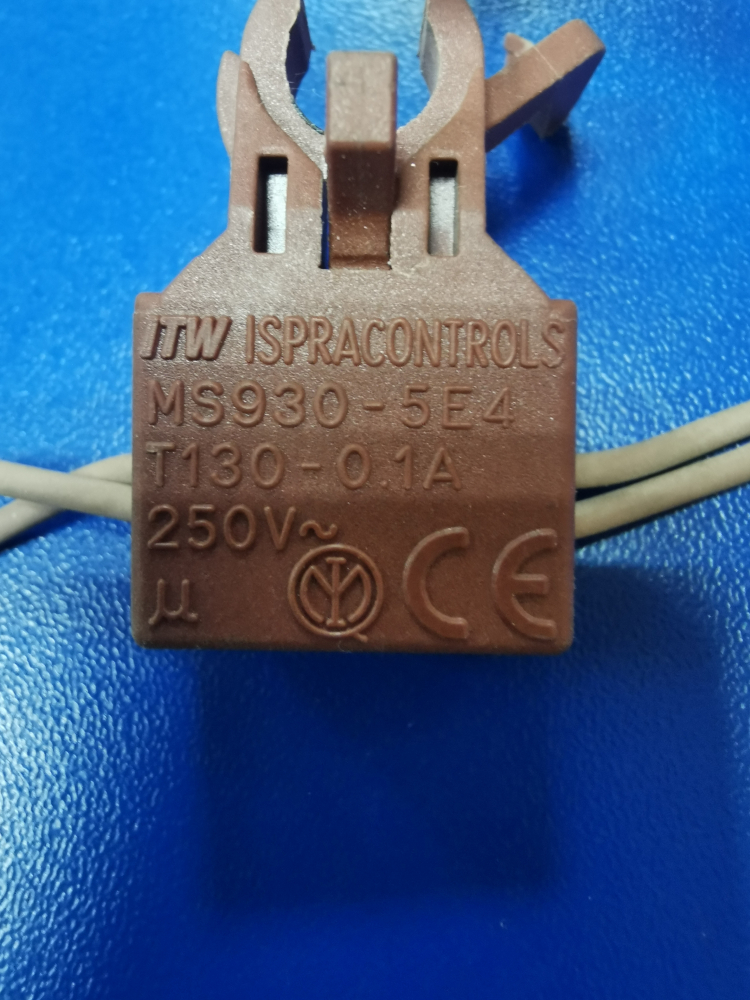 ITW ISPRACONTROLS
MS930-5E4
T130-0.1A
250V~
µ CE